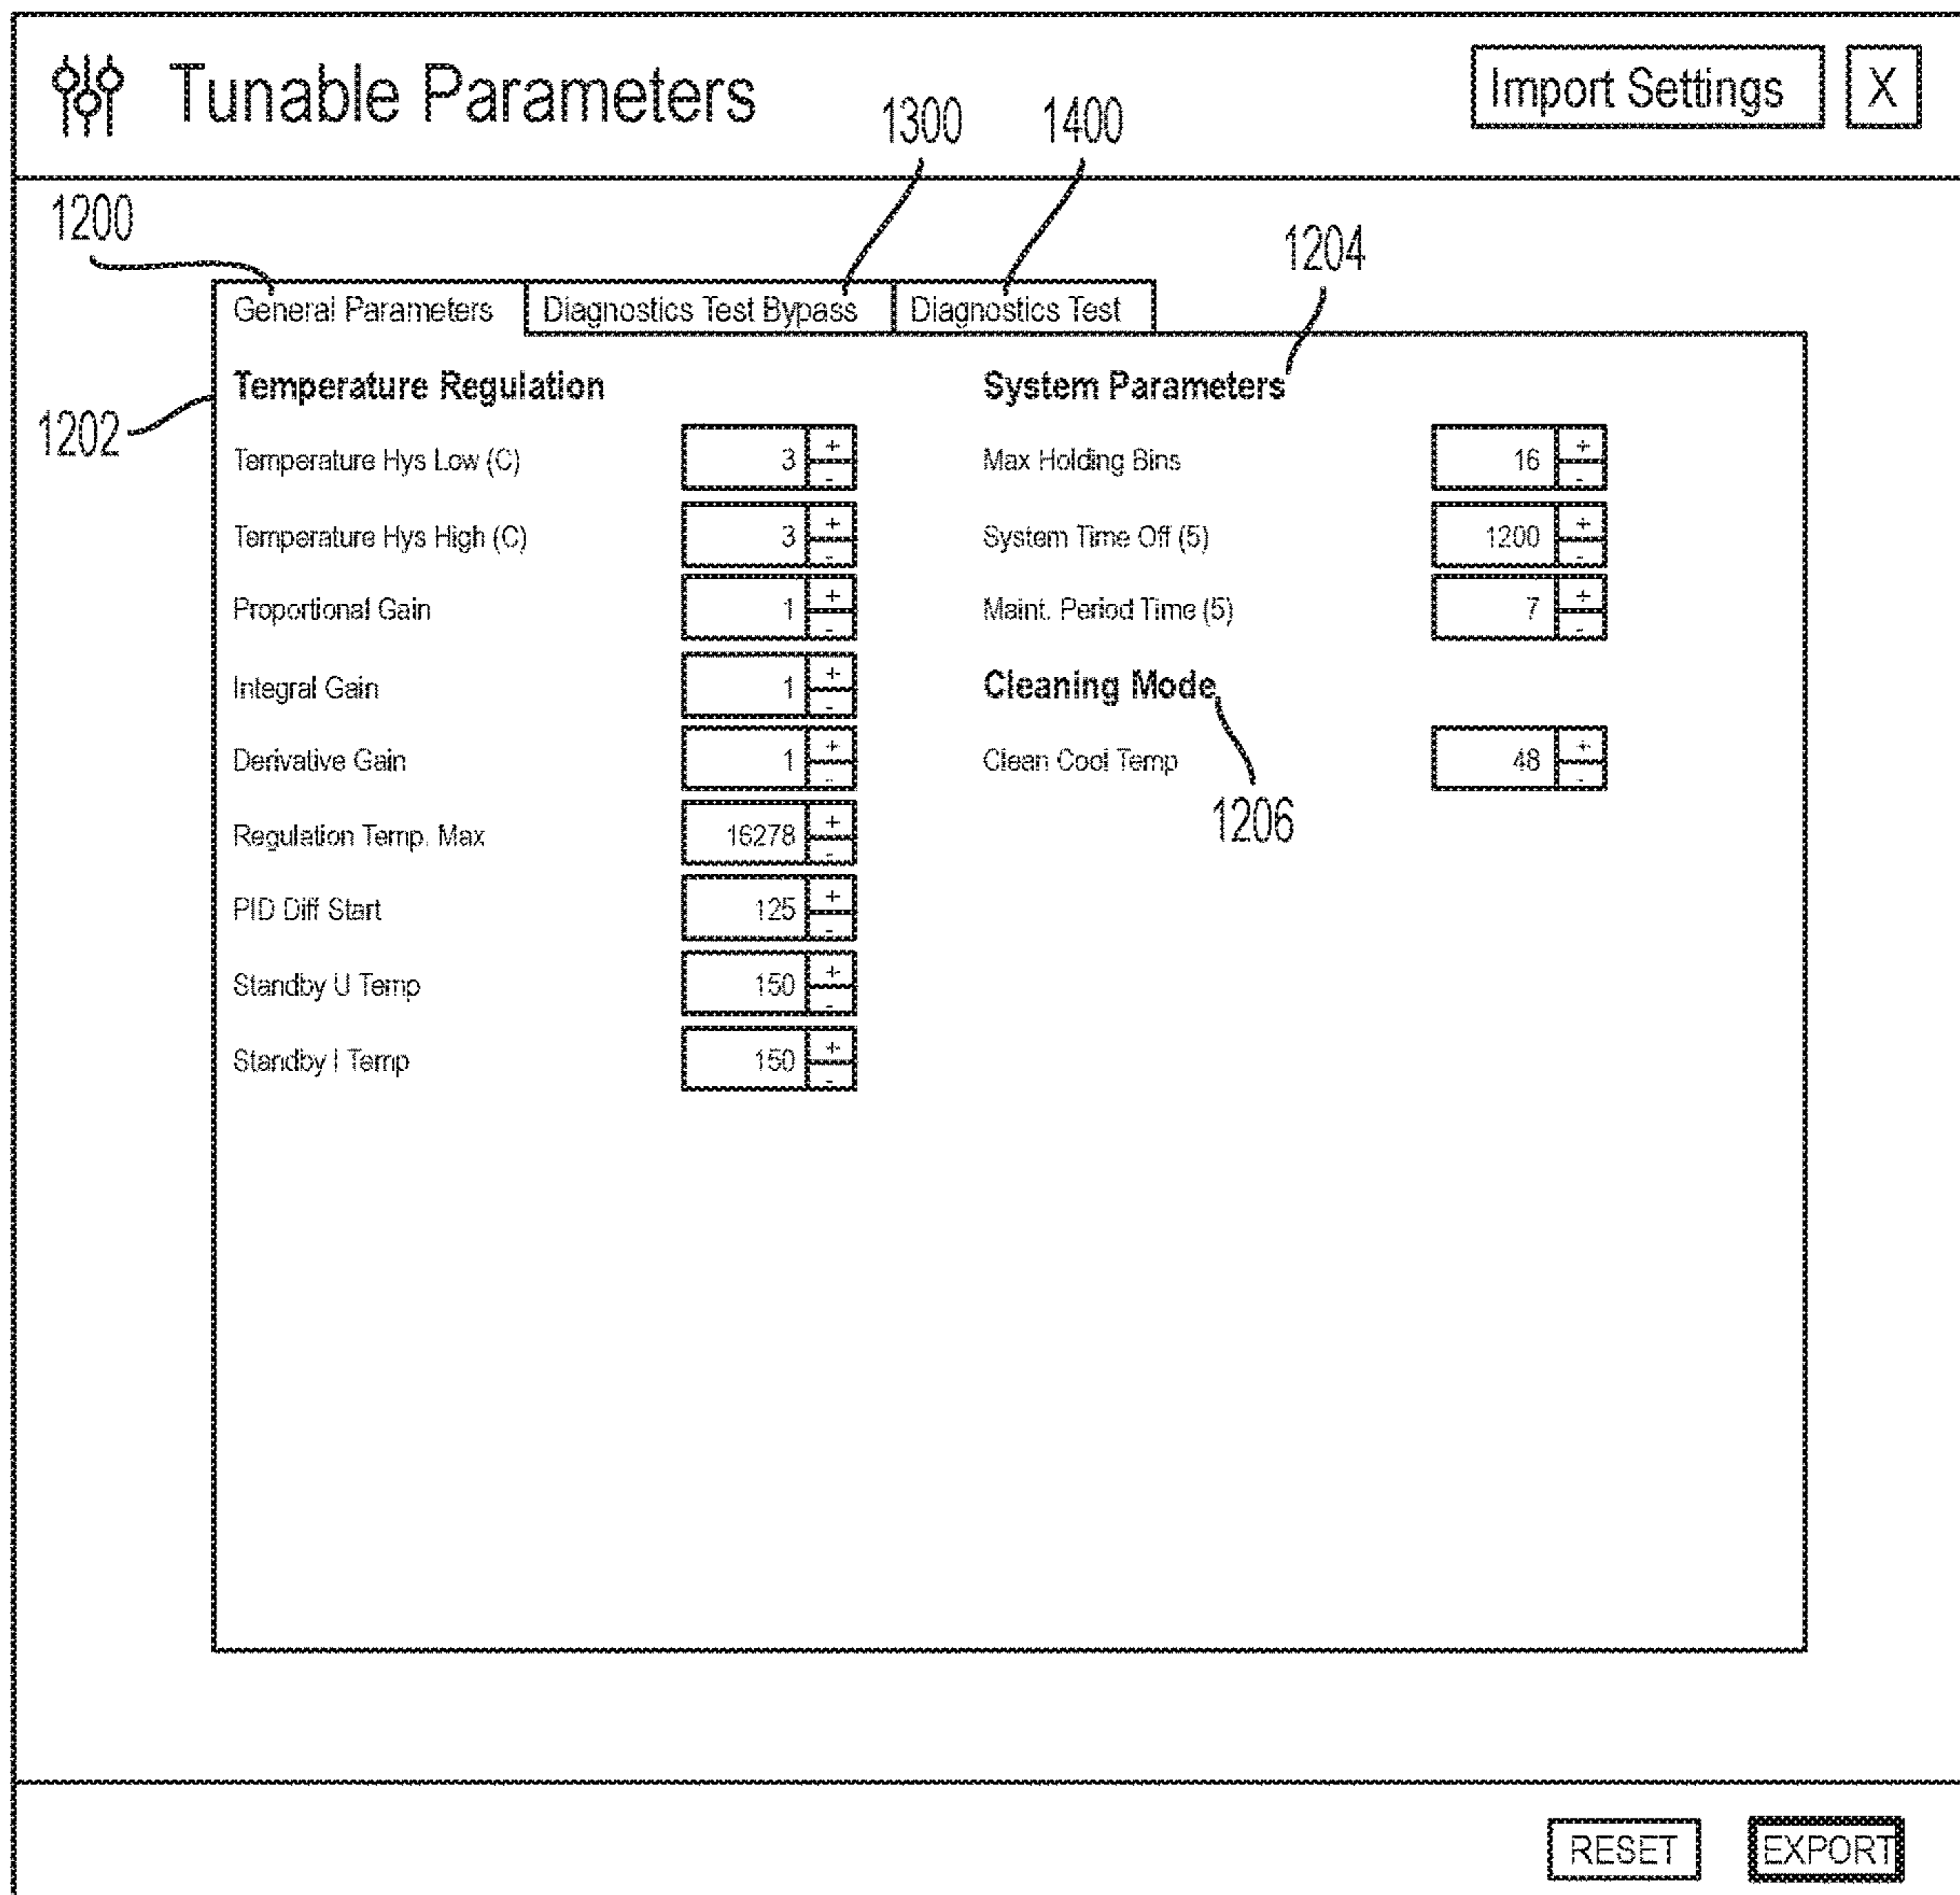 Tunable Parameters
Import Settings
X
1300
1400
1200
1204
General Parameters
Diagnostics Test Bypass
Diagnostics Test
1202
Temperature Regulation
Temperature Hys Low (C) 3 + -
Temperature Hys High (C) 3 + -
Proportional Gain 1 + -
Integral Gain 1 + -
Derivative Gain 1 + -
Regulation Temp. Max 16278 + -
PID Diff Start 125 + -
Standby U Temp 150 + -
Standby I Temp 150 + -
System Parameters
Max Holding Bins 16 + -
System Time Off (5) 1200 + -
Maint. Period Time (5) 7 + -
Cleaning Mode
Clean Cool Temp 48 + -
1206
RESET
EXPORT